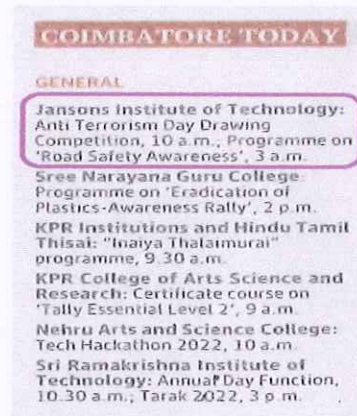 COIMBATORE TODAY
GENERAL
Jansons Institute of Technology:
Anti Terrorism Day Drawing
Competition, 10 a.m.; Programme on
'Road Safety Awareness', 3 a.m.
Sree Narayana Guru College:
Programme on 'Eradication of
Plastics-Awareness Rally', 2 p.m.
KPR Institutions and Hindu Tamil
Thisai: "Inaiya Thalaimurai"
programme, 9.30 a.m.
KPR College of Arts Science and
Research: Certificate course on
'Tally Essential Level 2', 9 a.m.
Nehru Arts and Science College:
Tech Hackathon 2022, 10 a.m.
Sri Ramakrishna Institute of
Technology: Annual Day Function,
10.30 a.m.; Tarak 2022, 3 p.m.